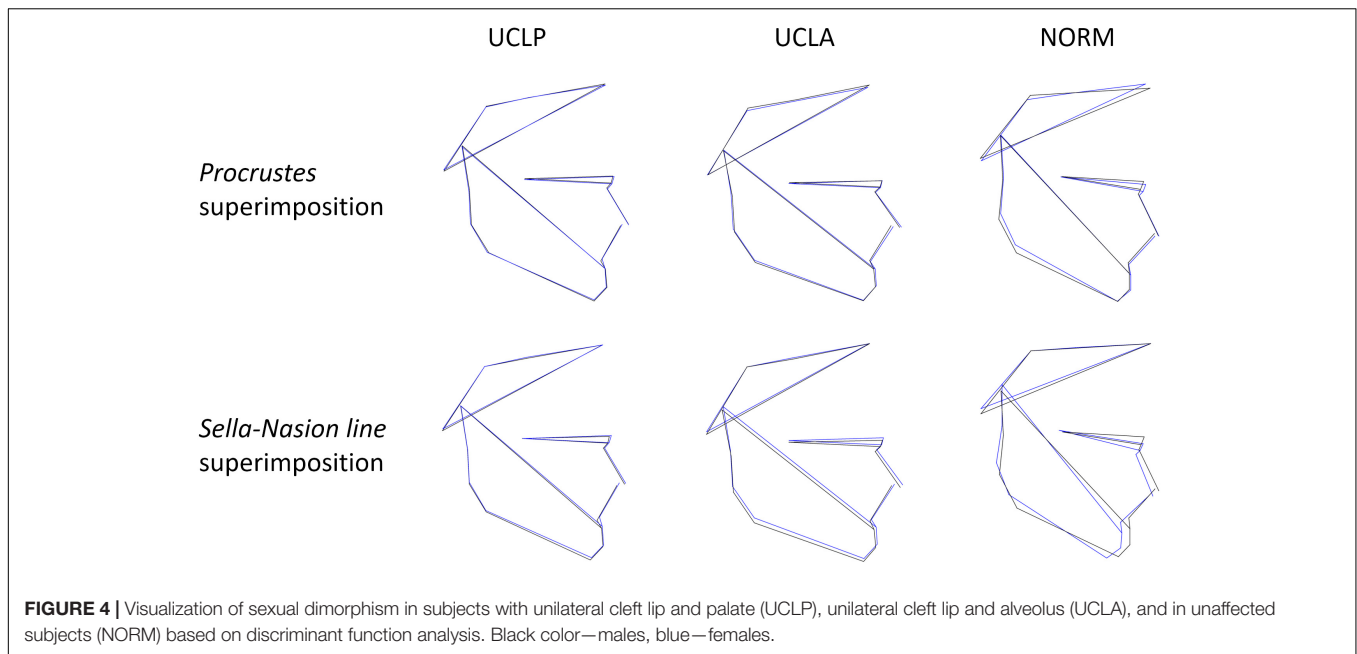 UCLP UCLA NORM
Procrustes
superimposition
Sella-Nasion line
superimposition
FIGURE 4 | Visualization of sexual dimorphism in subjects with unilateral cleft lip and palate (UCLP), unilateral cleft lip and alveolus (UCLA), and in unaffected
subjects (NORM) based on discriminant function analysis. Black color—males, blue—females.